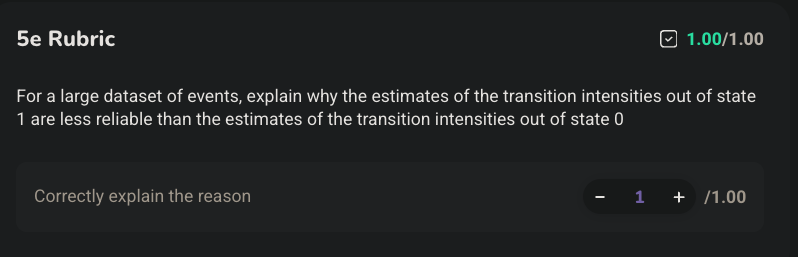 5e Rubric
1.00/1.00
For a large dataset of events, explain why the estimates of the transition intensities out of state
1 are less reliable than the estimates of the transition intensities out of state 0
Correctly explain the reason
− 1 + /1.00